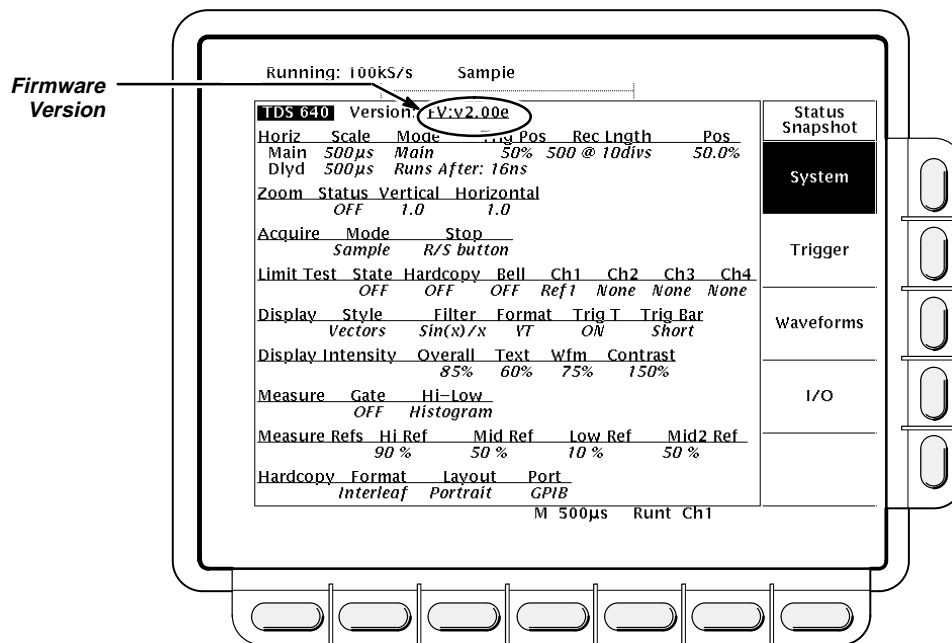 Firmware
Version
Running: 100kS/s Sample
TDS 640 Version: FV:v2.00e
Horiz Scale Mode Trig Pos Rec Lngth Pos
Main 500µs Main 50% 500 @ 10divs 50.0%
Dlyd 500µs Runs After: 16ns
Zoom Status Vertical Horizontal
OFF 1.0 1.0
Acquire Mode Stop
Sample R/S button
Limit Test State Hardcopy Bell Ch1 Ch2 Ch3 Ch4
OFF OFF OFF Ref1 None None None
Display Style Filter Format Trig T Trig Bar
Vectors Sin(x)/x YT ON Short
Display Intensity Overall Text Wfm Contrast
85% 60% 75% 150%
Measure Gate Hi-Low
OFF Histogram
Measure Refs Hi Ref Mid Ref Low Ref Mid2 Ref
90 % 50 % 10 % 50 %
Hardcopy Format Layout Port
Interleaf Portrait GPIB
M 500µs Runt Ch1
Status
Snapshot
System
Trigger
Waveforms
I/O